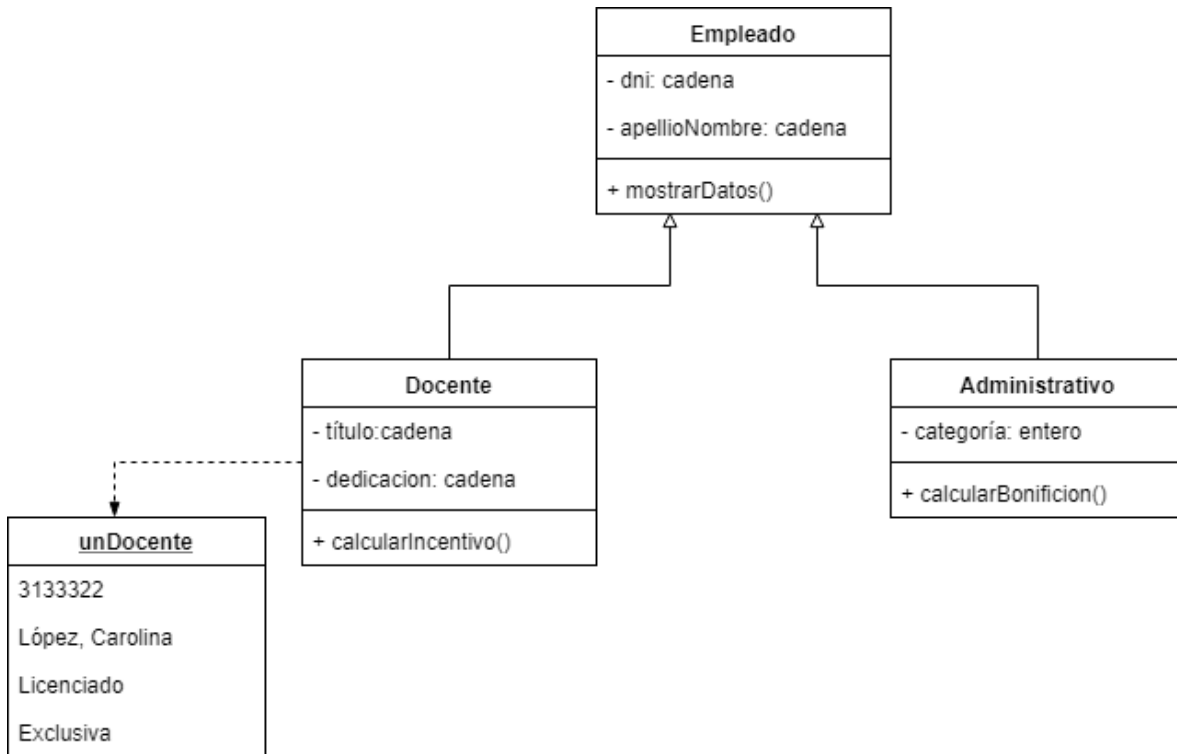 Empleado
- dni: cadena
- apellioNombre: cadena
+ mostrarDatos()
Docente
- título:cadena
- dedicacion: cadena
+ calcularIncentivo()
Administrativo
- categoría: entero
+ calcularBonificion()
unDocente
3133322
López, Carolina
Licenciado
Exclusiva